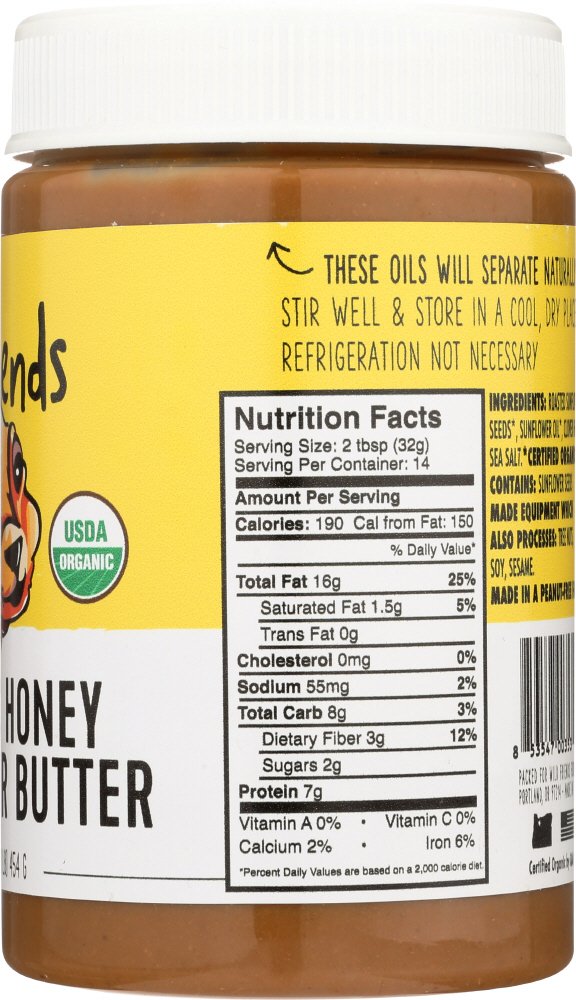 THESE OILS WILL SEPARATE
STIR WELL & STORE IN A COOL, DRY
REFRIGERATION NOT NECESSARY
ends
USDA
ORGANIC
HONEY
BUTTER
454 G
Nutrition Facts
Serving Size: 2 tbsp (32g)
Serving Per Container: 14
Amount Per Serving
Calories: 190 Cal from Fat: 150
% Daily Value*
Total Fat 16g 25%
Saturated Fat 1.5g 5%
Trans Fat 0g
Cholesterol 0mg 0%
Sodium 55mg 2%
Total Carb 8g 3%
Dietary Fiber 3g 12%
Sugars 2g
Protein 7g
Vitamin A 0% • Vitamin C 0%
Calcium 2% • Iron 6%
*Percent Daily Values are based on a 2,000 calorie diet.
INGREDIENTS: ROASTED
SEEDS*, SUNFLOWER OIL*,
SEA SALT. *CERTIFIED
CONTAINS: SUNFLOWER SEED
MADE EQUIPMENT
ALSO PROCESSES: TREE
SOY, SESAME.
MADE IN A PEANUT-FREE
8 53547 003
PACKED FOR WILD FRIENDS
PORTLAND, OR
Certified Organic by